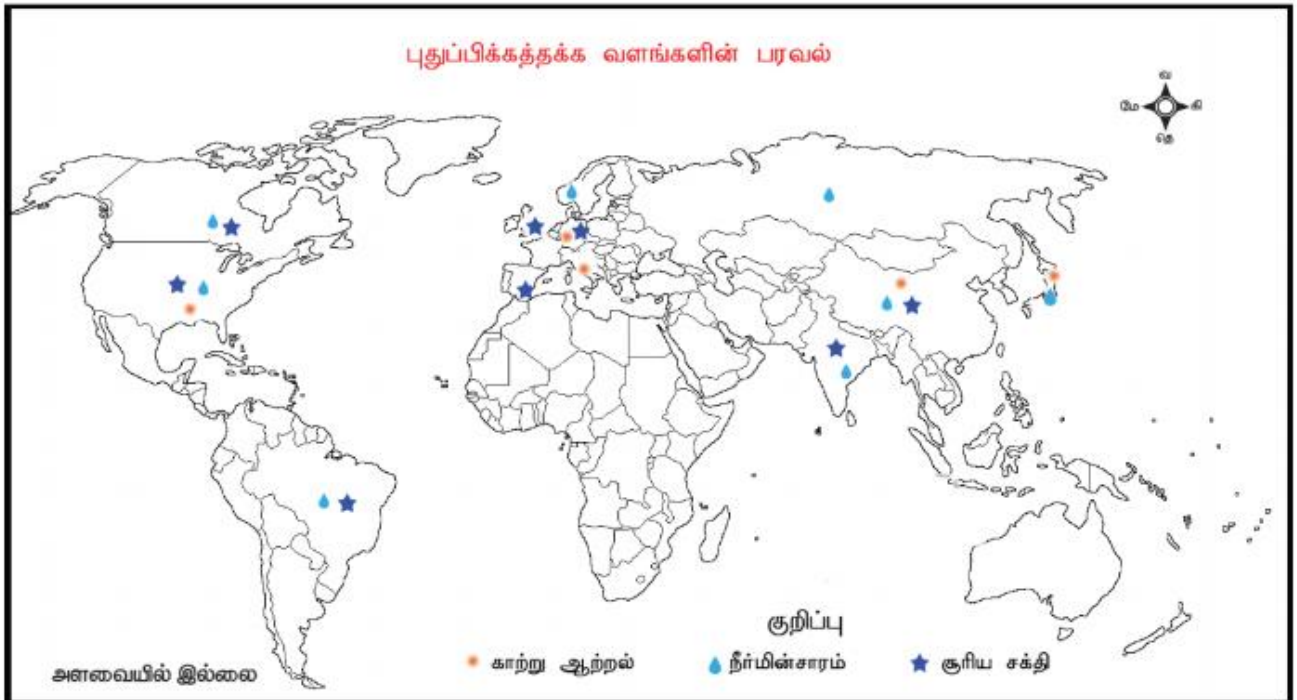 புதுப்பிக்கத்தக்க வளங்களின் பரவல்
வ
மே
கி
தெ
குறிப்பு
காற்று ஆற்றல்
நீர்மின்சாரம்
சூரிய சக்தி
அளவையில் இல்லை